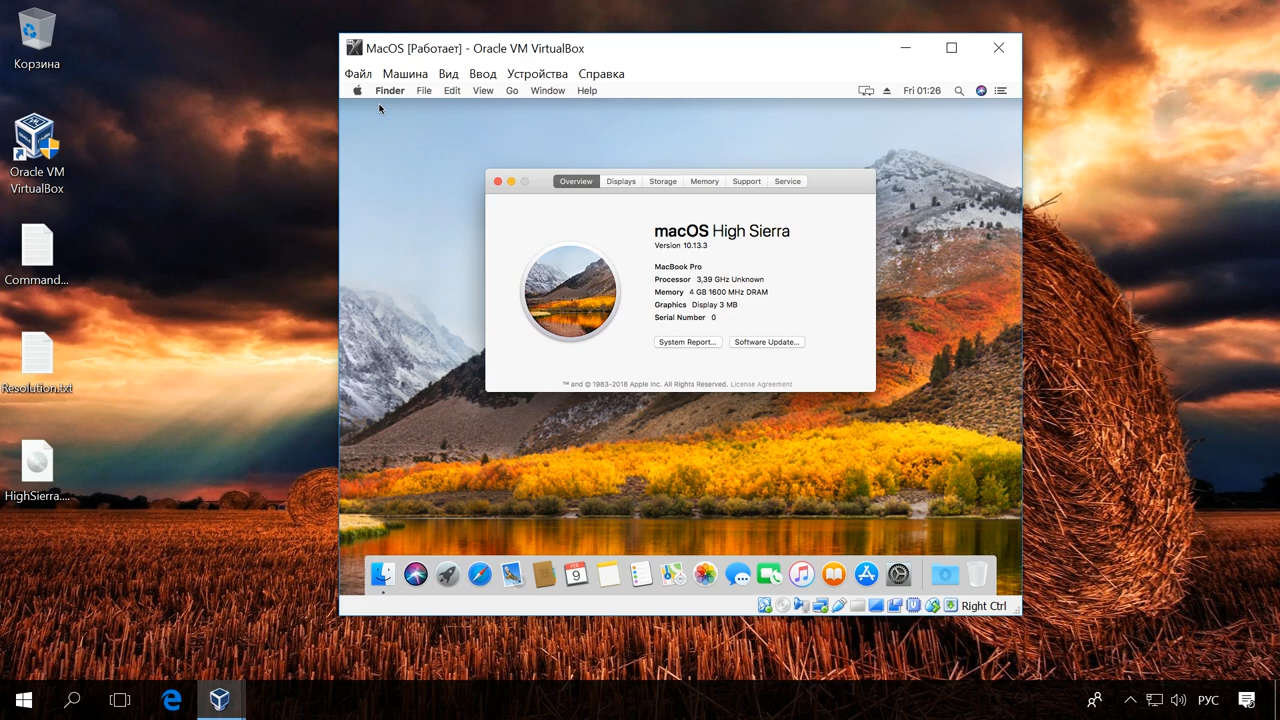 Корзина
Oracle VM
VirtualBox
Command...
Resolution.txt
HighSierra....
MacOS [Работает] - Oracle VM VirtualBox
Файл Машина Вид Ввод Устройства Справка
Finder File Edit View Go Window Help Fri 01:26
Overview Displays Storage Memory Support Service
macOS High Sierra
Version 10.13.3
MacBook Pro
Processor 3,39 GHz Unknown
Memory 4 GB 1600 MHz DRAM
Graphics Display 3 MB
Serial Number 0
System Report... Software Update...
™ and © 1983-2018 Apple Inc. All Rights Reserved. License Agreement
FEB
9
Right Ctrl
РУС